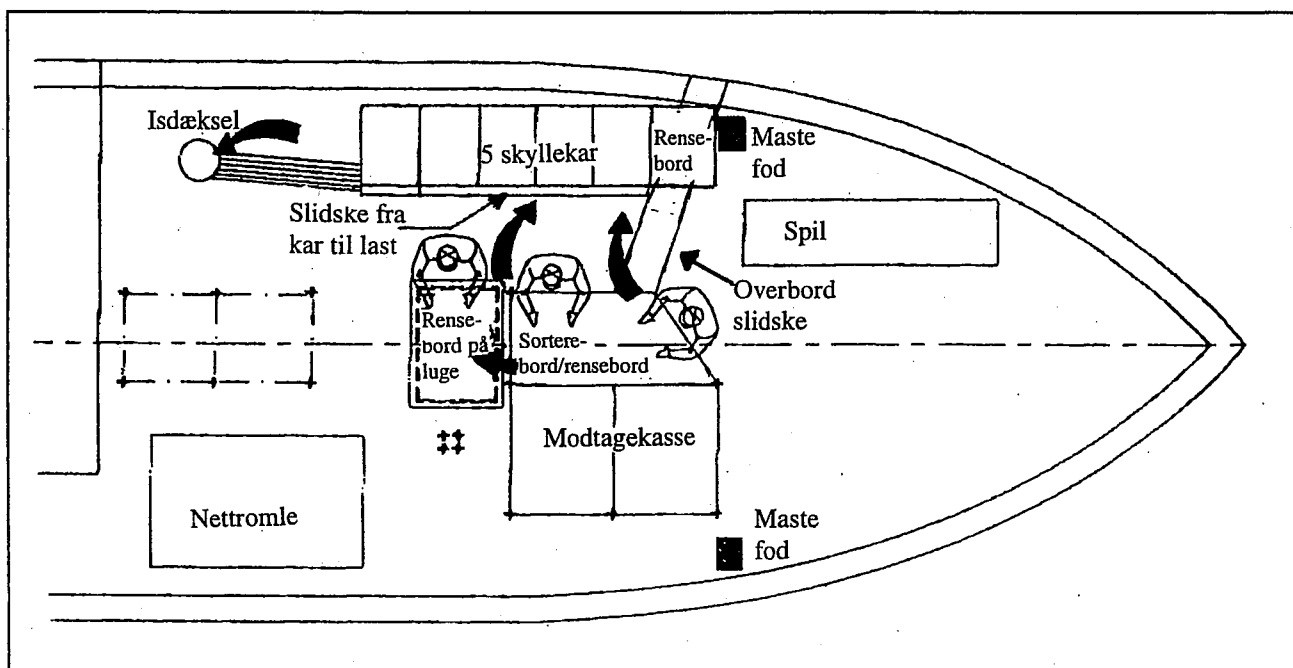 Isdæksel
5 skyllekar
Rense-
bord
Maste
fod
Slidske fra
kar til last
Spil
Overbord
slidske
Rense-
bord på
luge
Sortere-
bord/rensebord
Modtagekasse
Nettromle
Maste
fod